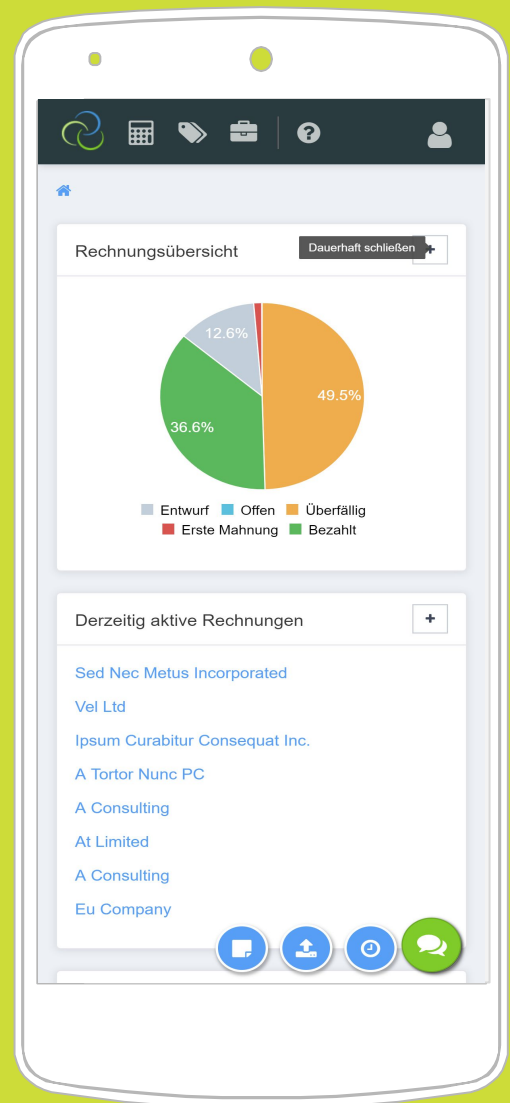 Rechnungsübersicht
Dauerhaft schließen
12.6%
49.5%
36.6%
Entwurf Offen Überfällig
Erste Mahnung Bezahlt
Derzeitig aktive Rechnungen
Sed Nec Metus Incorporated
Vel Ltd
Ipsum Curabitur Consequat Inc.
A Tortor Nunc PC
A Consulting
At Limited
A Consulting
Eu Company